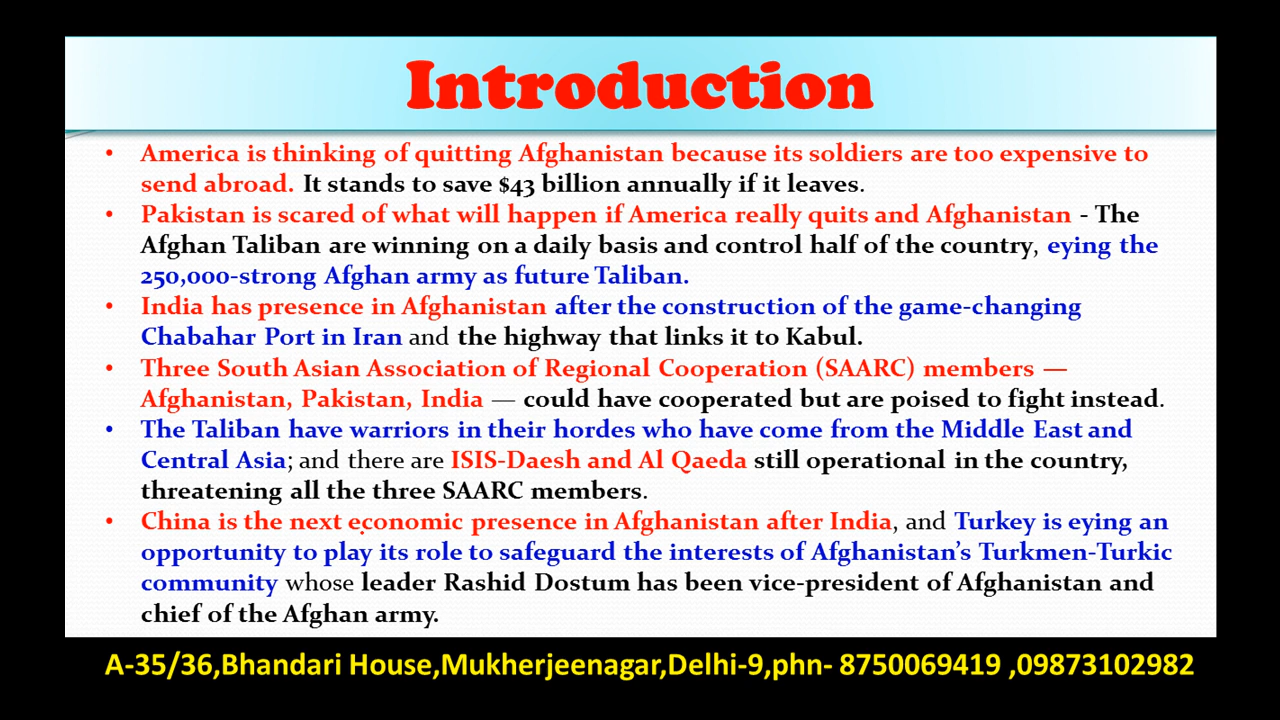 Introduction
• America is thinking of quitting Afghanistan because its soldiers are too expensive to
send abroad. It stands to save $43 billion annually if it leaves.
• Pakistan is scared of what will happen if America really quits and Afghanistan - The
Afghan Taliban are winning on a daily basis and control half of the country, eying the
250,000-strong Afghan army as future Taliban.
• India has presence in Afghanistan after the construction of the game-changing
Chabahar Port in Iran and the highway that links it to Kabul.
• Three South Asian Association of Regional Cooperation (SAARC) members —
Afghanistan, Pakistan, India — could have cooperated but are poised to fight instead.
• The Taliban have warriors in their hordes who have come from the Middle East and
Central Asia; and there are ISIS-Daesh and Al Qaeda still operational in the country,
threatening all the three SAARC members.
• China is the next economic presence in Afghanistan after India, and Turkey is eying an
opportunity to play its role to safeguard the interests of Afghanistan's Turkmen-Turkic
community whose leader Rashid Dostum has been vice-president of Afghanistan and
chief of the Afghan army.
A-35/36,Bhandari House,Mukherjeenagar,Delhi-9,phn- 8750069419 ,09873102982